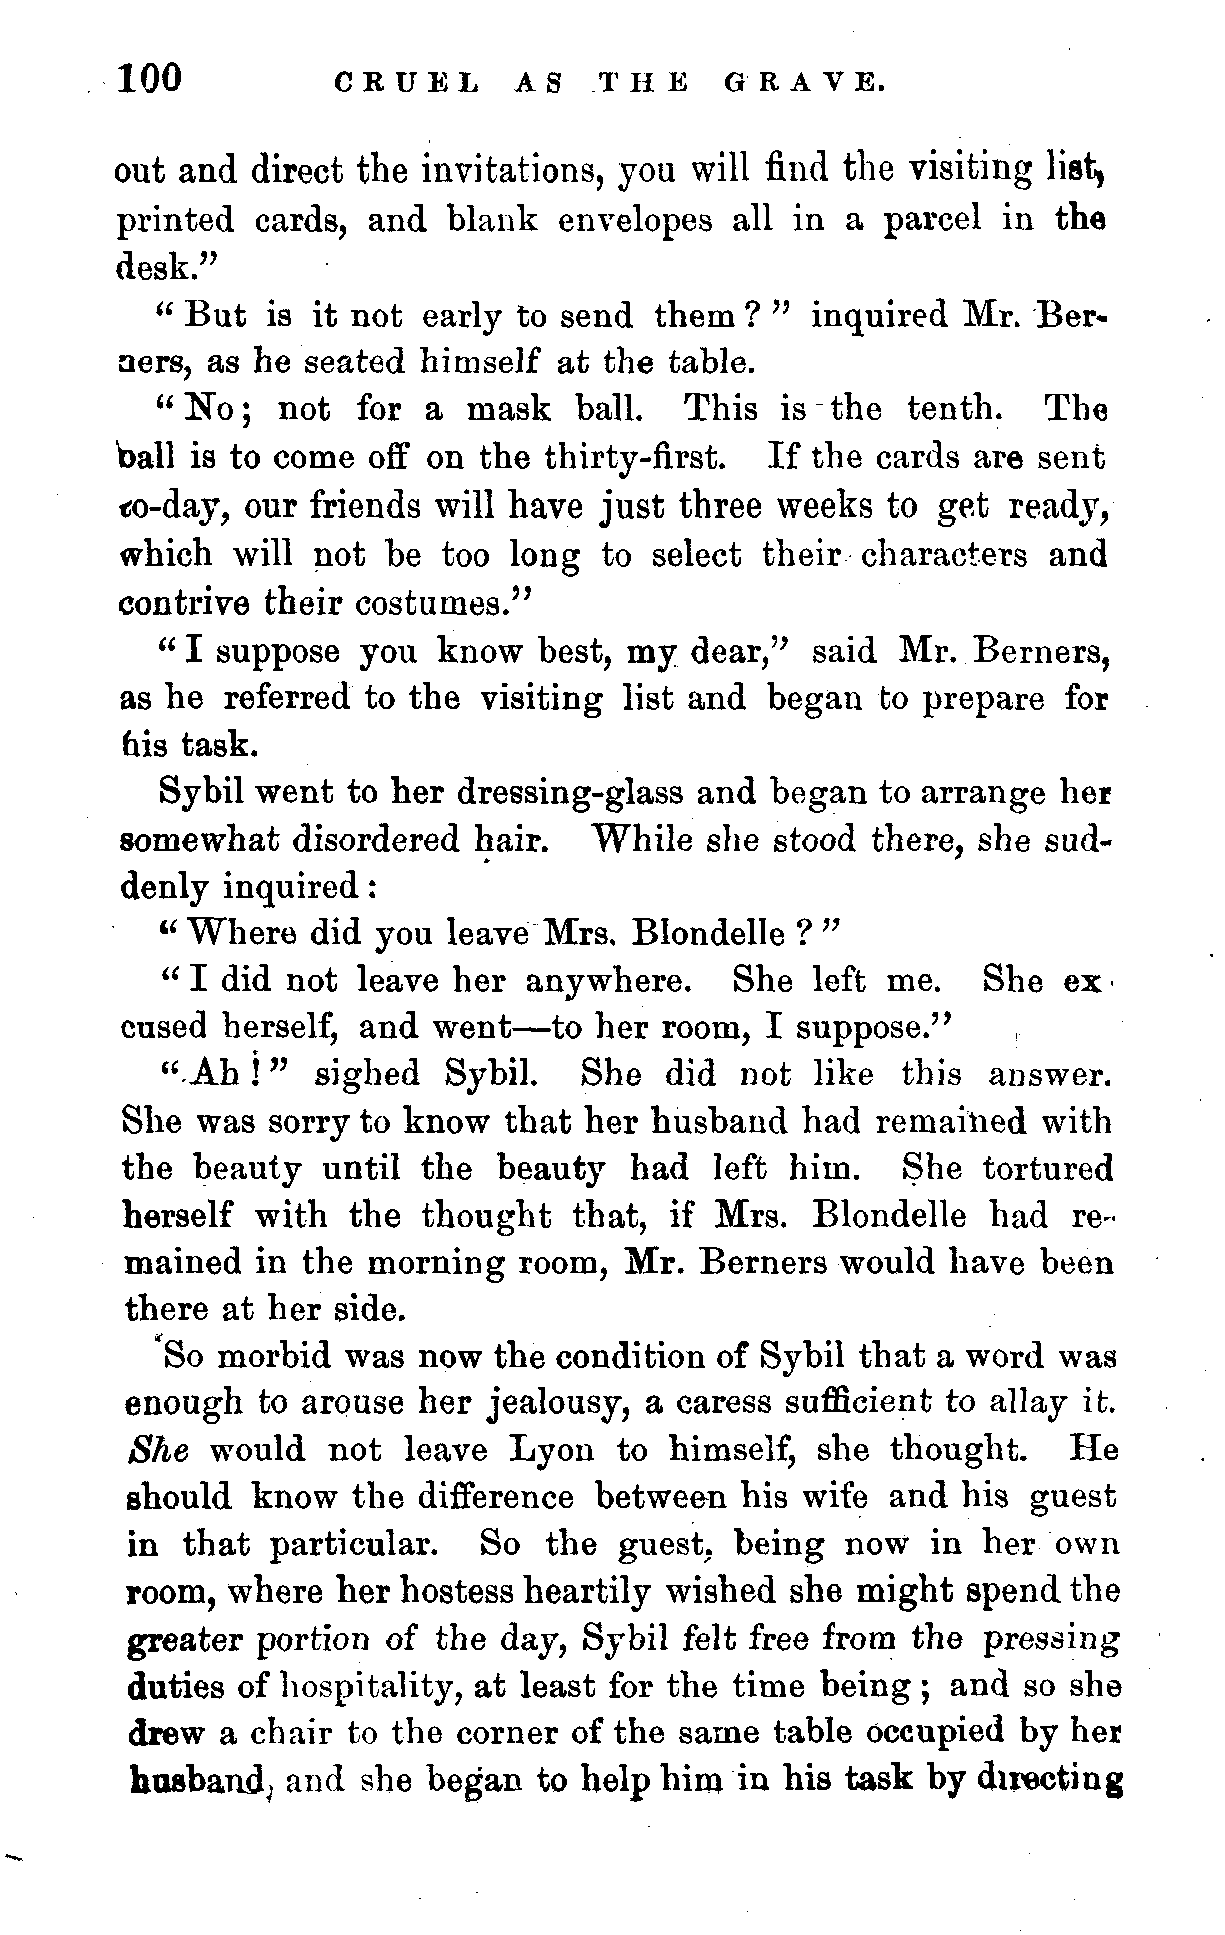 100 CRUEL AS THE GRAVE.
out and direct the invitations, you will find the visiting list,
printed cards, and blank envelopes all in a parcel in the
desk.”
“But is it not early to send them?” inquired Mr. Ber-
ners, as he seated himself at the table.
“No; not for a mask ball. This is the tenth. The
ball is to come off on the thirty-first. If the cards are sent
to-day, our friends will have just three weeks to get ready,
which will not be too long to select their characters and
contrive their costumes.”
“I suppose you know best, my dear,” said Mr. Berners,
as he referred to the visiting list and began to prepare for
his task.
Sybil went to her dressing-glass and began to arrange her
somewhat disordered hair. While she stood there, she sud-
denly inquired:
“Where did you leave Mrs. Blondelle?”
“I did not leave her anywhere. She left me. She ex-
cused herself, and went—to her room, I suppose.”
“Ah!” sighed Sybil. She did not like this answer.
She was sorry to know that her husband had remained with
the beauty until the beauty had left him. She tortured
herself with the thought that, if Mrs. Blondelle had re-
mained in the morning room, Mr. Berners would have been
there at her side.
So morbid was now the condition of Sybil that a word was
enough to arouse her jealousy, a caress sufficient to allay it.
She would not leave Lyon to himself, she thought. He
should know the difference between his wife and his guest
in that particular. So the guest, being now in her own
room, where her hostess heartily wished she might spend the
greater portion of the day, Sybil felt free from the pressing
duties of hospitality, at least for the time being; and so she
drew a chair to the corner of the same table occupied by her
husband, and she began to help him in his task by directing